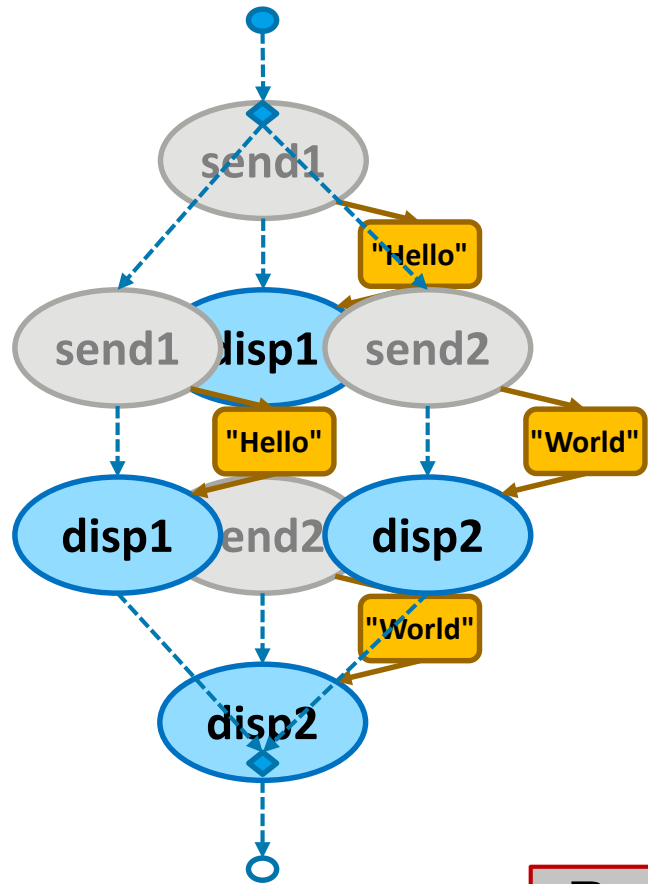 send1
"Hello"
send1
disp1
send2
"Hello"
"World"
disp1
end2
disp2
"World"
disp2